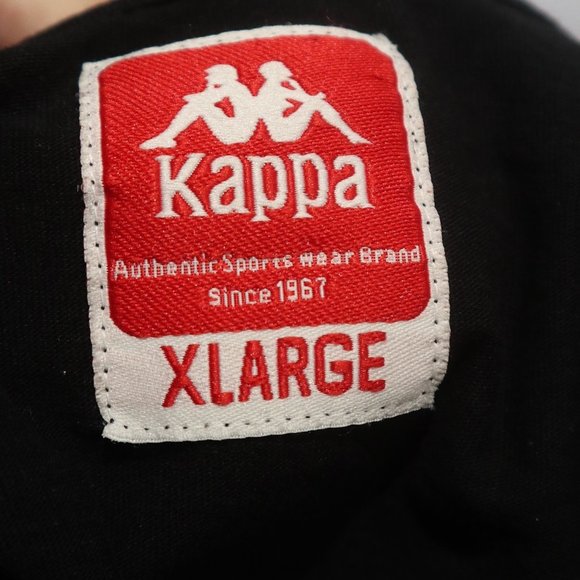 Kappa
Authentic Sports Wear Brand
Since 1967
XLARGE